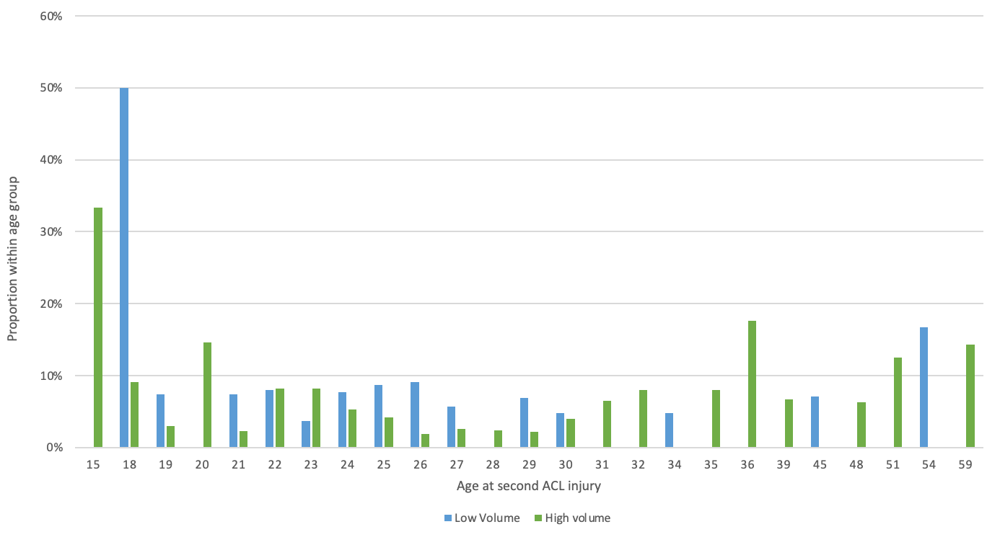 60%
50%
40%
30%
20%
10%
0%
Proportion within age group
15 18 19 20 21 22 23 24 25 26 27 28 29 30 31 32 34 35 36 39 45 48 51 54 59
Age at second ACL injury
Low Volume High volume